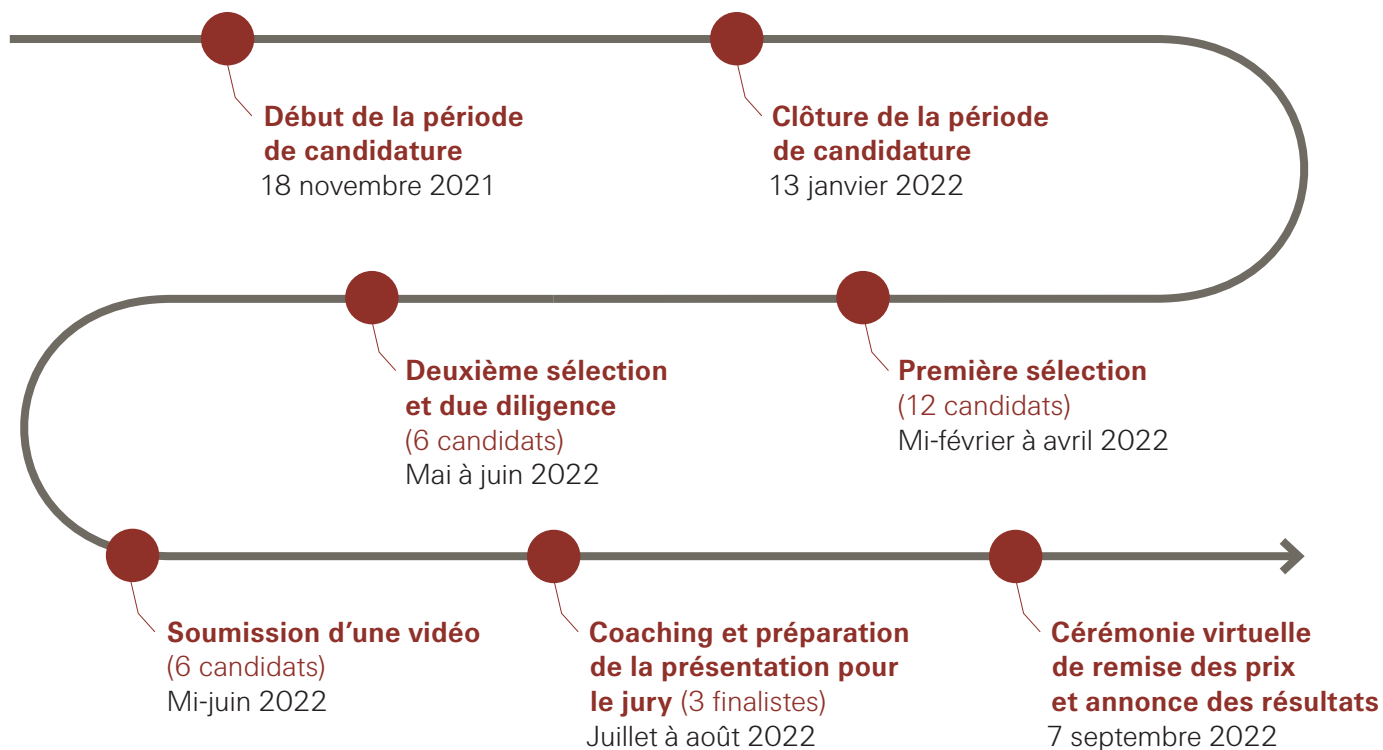 Début de la période
de candidature
18 novembre 2021
Clôture de la période
de candidature
13 janvier 2022
Première sélection
(12 candidats)
Mi-février à avril 2022
Deuxième sélection
et due diligence
(6 candidats)
Mai à juin 2022
Soumission d’une vidéo
(6 candidats)
Mi-juin 2022
Coaching et préparation
de la présentation pour
le jury (3 finalistes)
Juillet à août 2022
Cérémonie virtuelle
de remise des prix
et annonce des résultats
7 septembre 2022